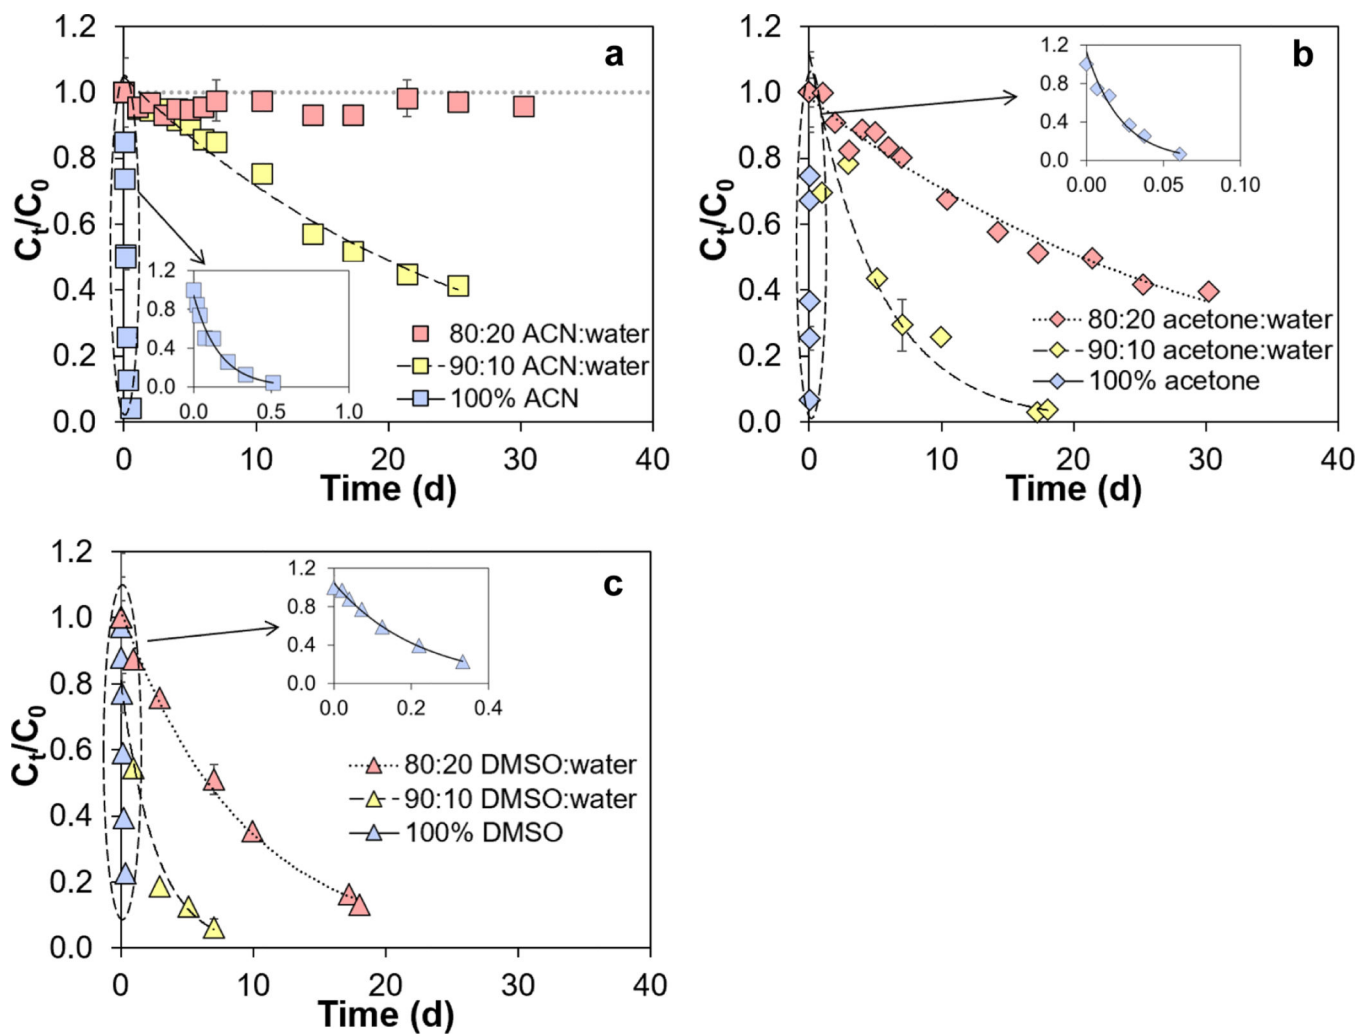 a
1.2
1.0
0.8
0.6
0.4
0.2
0.0
Ct/C0
0 10 20 30 40
Time (d)
80:20 ACN:water
90:10 ACN:water
100% ACN
1.2
0.8
0.4
0.0
0.0 0.5 1.0
b
1.2
1.0
0.8
0.6
0.4
0.2
0.0
Ct/C0
0 10 20 30 40
Time (d)
1.2
0.8
0.4
0.0
0.00 0.05 0.10
80:20 acetone:water
90:10 acetone:water
100% acetone
c
1.2
1.0
0.8
0.6
0.4
0.2
0.0
Ct/C0
0 10 20 30 40
Time (d)
1.2
0.8
0.4
0.0
0.0 0.2 0.4
80:20 DMSO:water
90:10 DMSO:water
100% DMSO